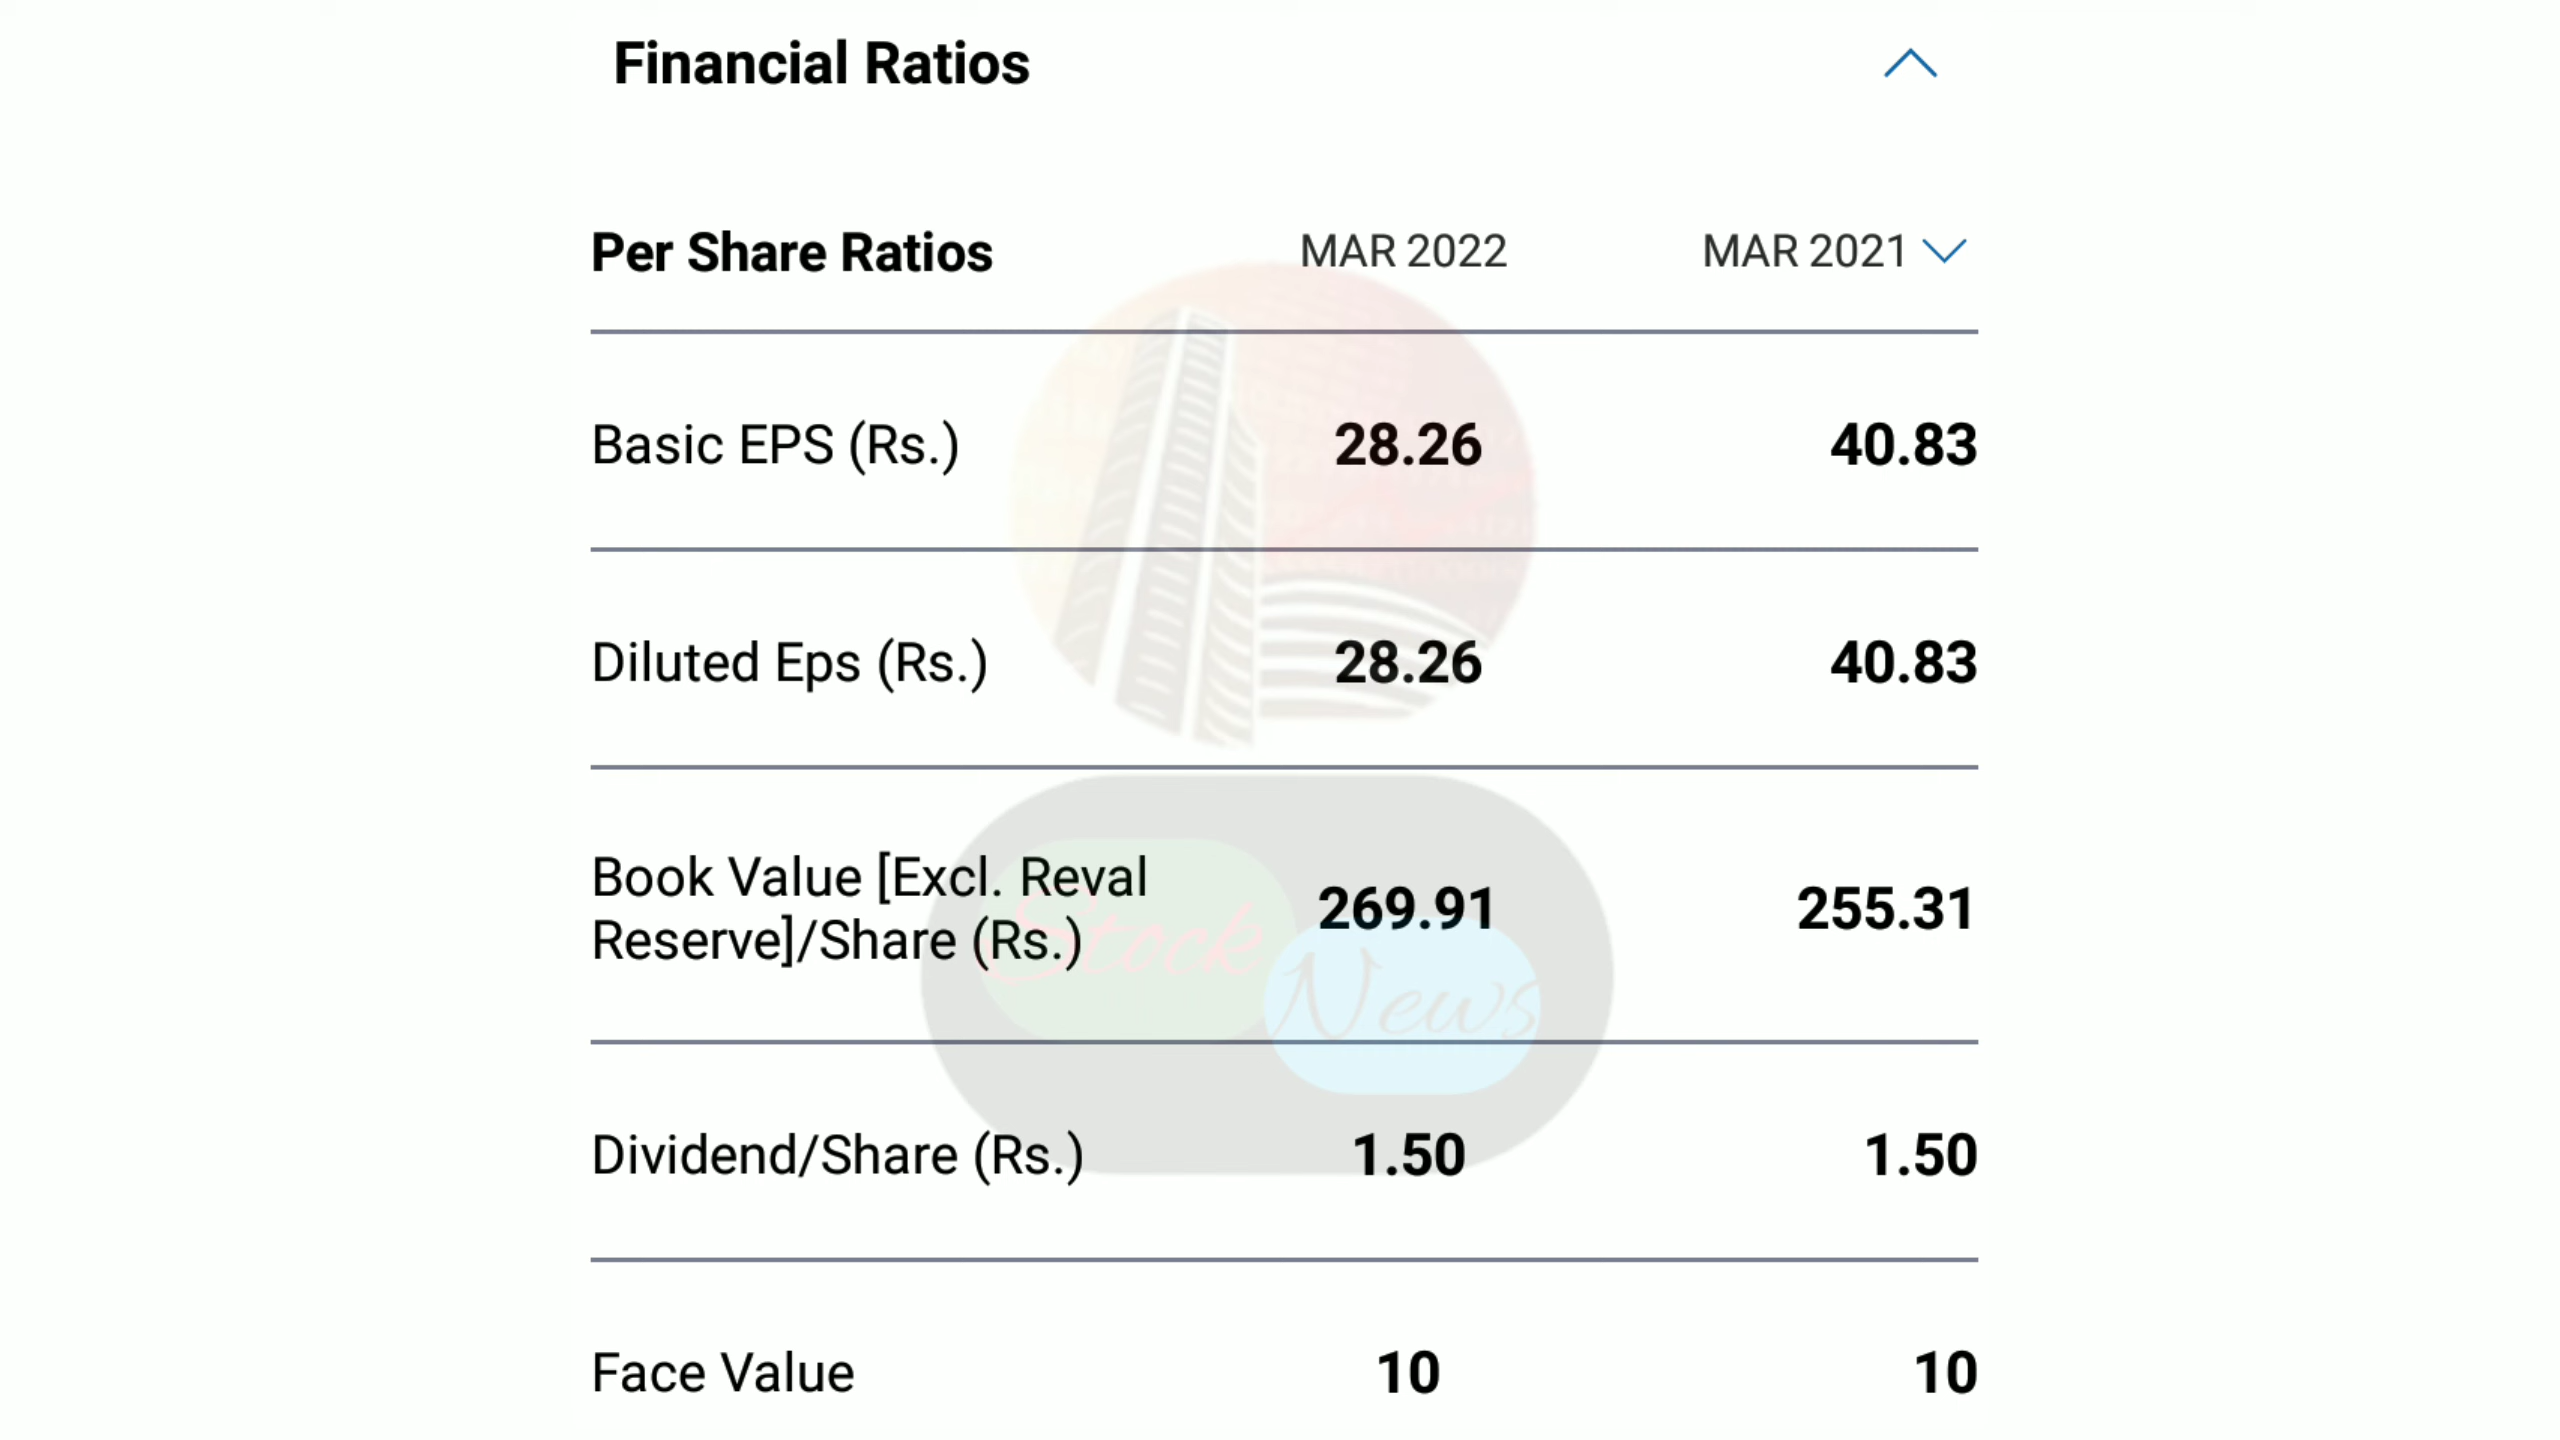 Financial Ratios
Per Share Ratios MAR 2022 MAR 2021
Basic EPS (Rs.) 28.26 40.83
Diluted Eps (Rs.) 28.26 40.83
Book Value [Excl. Reval
Reserve]/Share (Rs.) 269.91 255.31
Stock
News
Dividend/Share (Rs.) 1.50 1.50
Face Value 10 10